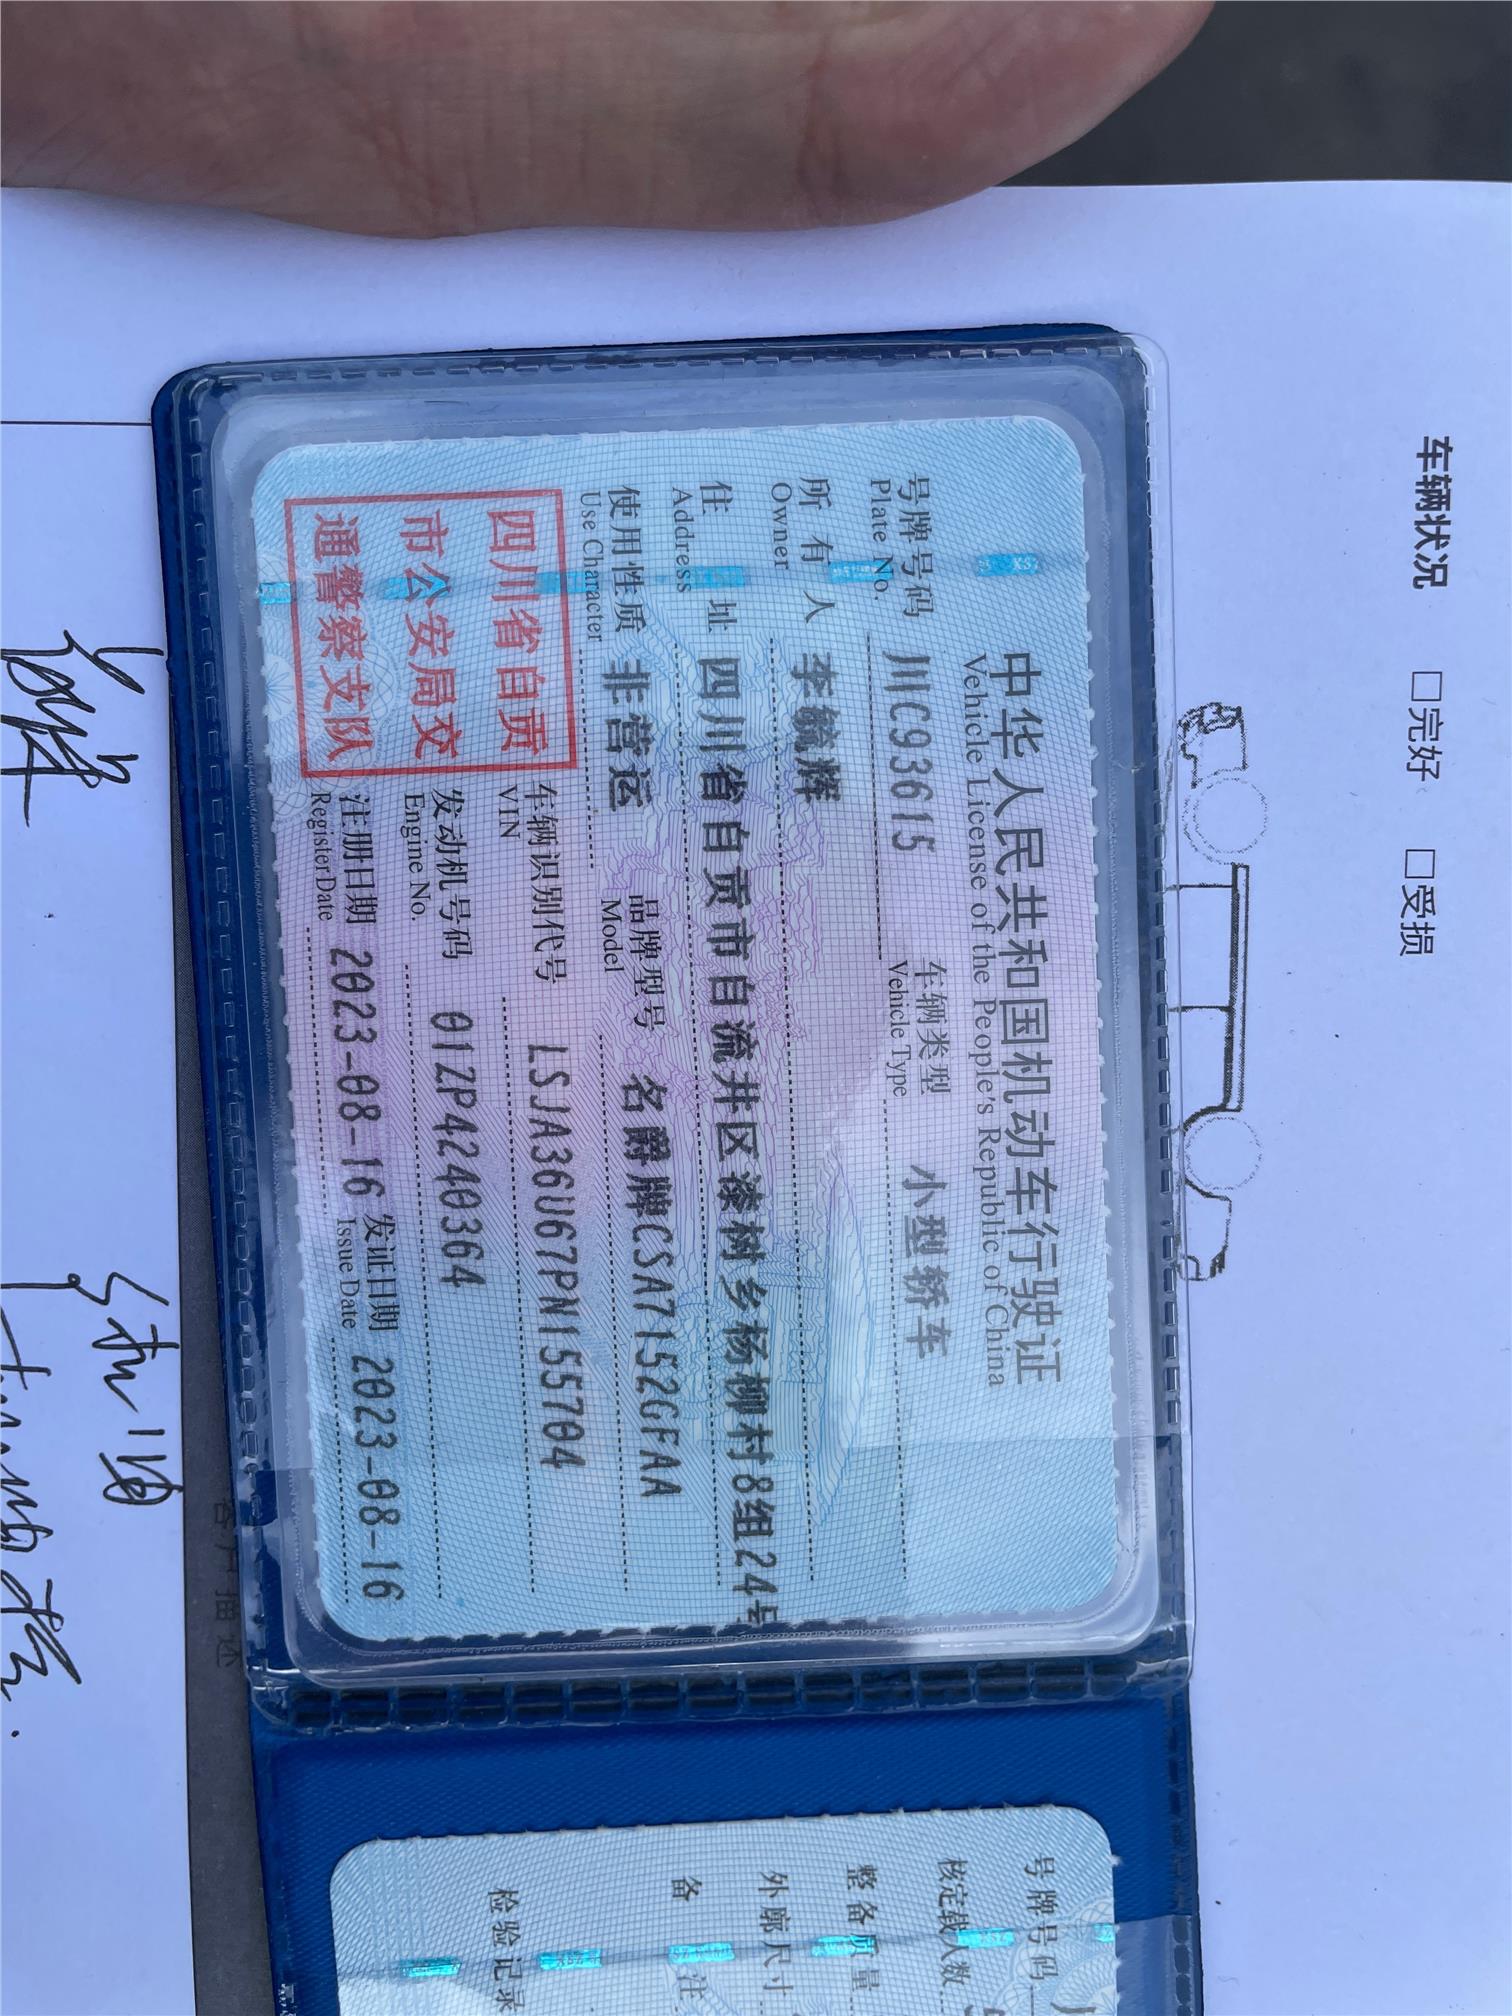 车辆状况 □完好 □受损
中华人民共和国机动车行驶证
Vehicle License of the People's Republic of China
号牌号码 川C93615 车辆类型 小型轿车
Plate No. Vehicle Type
所有人 李毓辉
Owner
住址 四川省自贡市自流井区漆树乡杨柳村8组24号
Address
使用性质 非营运 品牌型号 名爵牌CSA7152GFAA
Use Character Model
四川省自贡
市公安局交
通警察支队
车辆识别代号 LSJA36U67PN155704
VIN
发动机号码 01ZP4240364
Engine No.
注册日期 2023-08-16 发证日期 2023-08-16
Register Date Issue Date
号牌号码
核定载人数
整备质量
外廓尺寸
备注
检验记录
客户描述